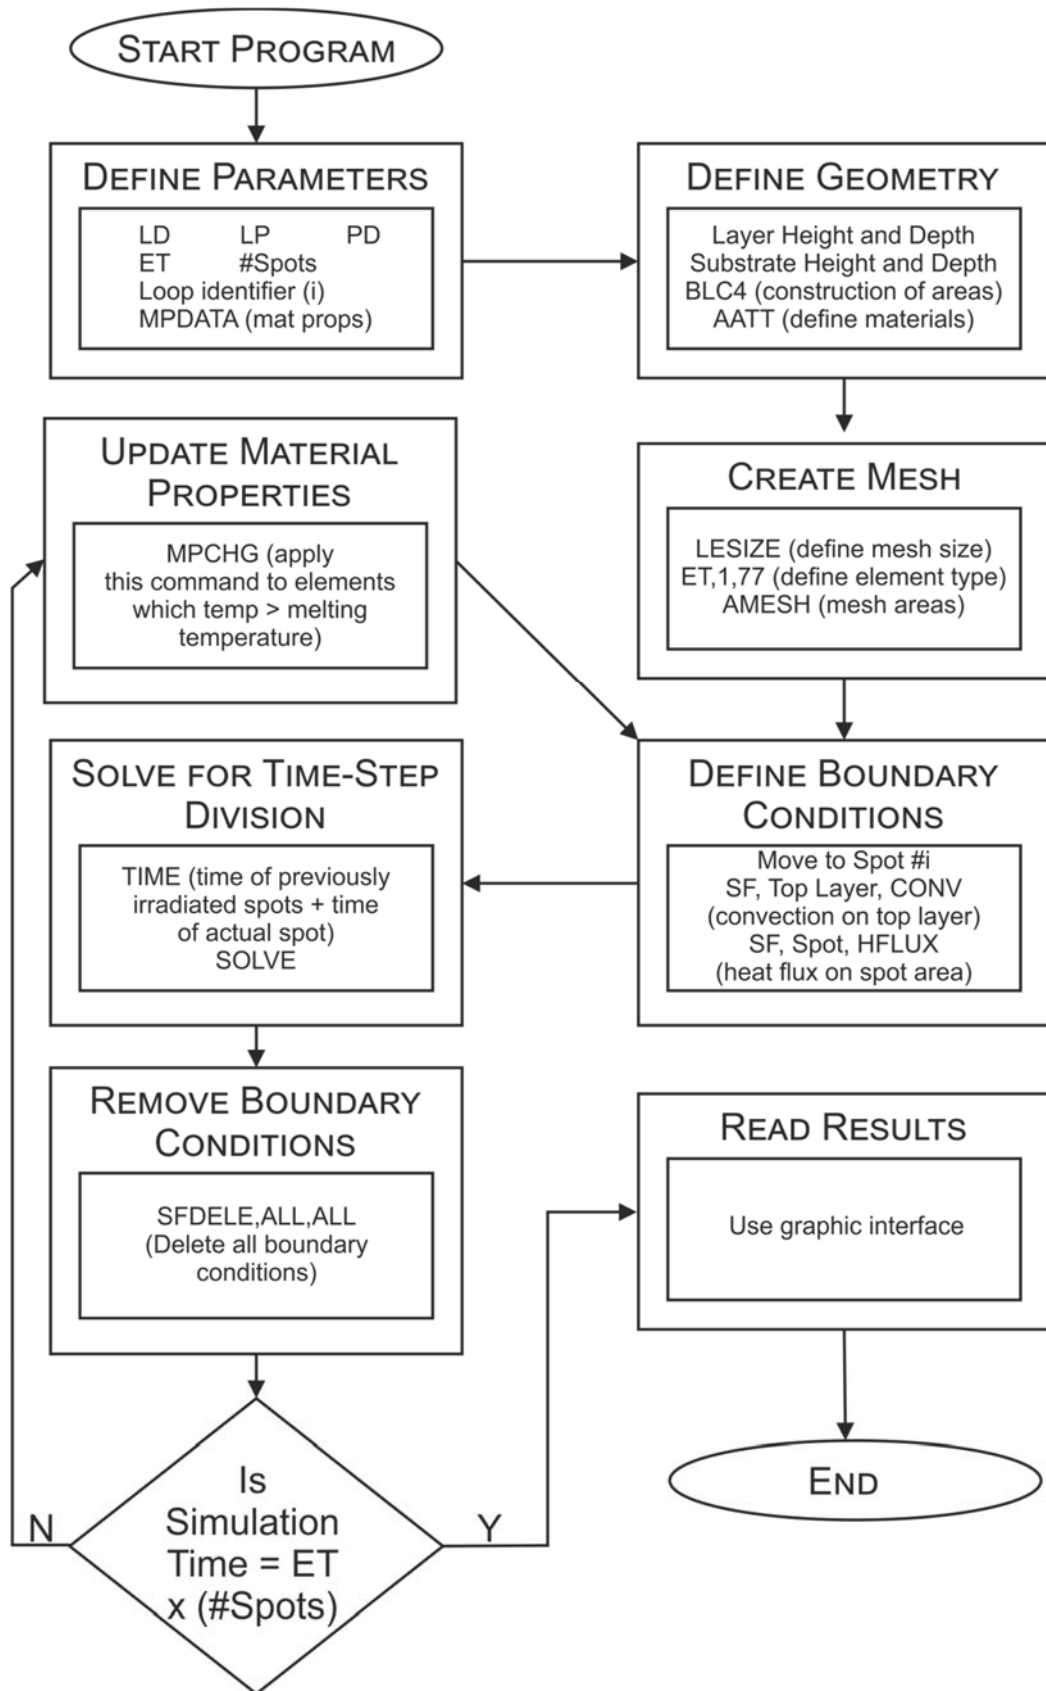 START PROGRAM
DEFINE PARAMETERS
LD LP PD
ET #Spots
Loop identifier (i)
MPDATA (mat props)
DEFINE GEOMETRY
Layer Height and Depth
Substrate Height and Depth
BLC4 (construction of areas)
AATT (define materials)
UPDATE MATERIAL
PROPERTIES
MPCHG (apply
this command to elements
which temp > melting
temperature)
CREATE MESH
LESIZE (define mesh size)
ET,1,77 (define element type)
AMESH (mesh areas)
SOLVE FOR TIME-STEP
DIVISION
TIME (time of previously
irradiated spots + time
of actual spot)
SOLVE
DEFINE BOUNDARY
CONDITIONS
Move to Spot #i
SF, Top Layer, CONV
(convection on top layer)
SF, Spot, HFLUX
(heat flux on spot area)
REMOVE BOUNDARY
CONDITIONS
SFDELE,ALL,ALL
(Delete all boundary
conditions)
READ RESULTS
Use graphic interface
Is
Simulation
Time = ET
x (#Spots)
N
Y
END